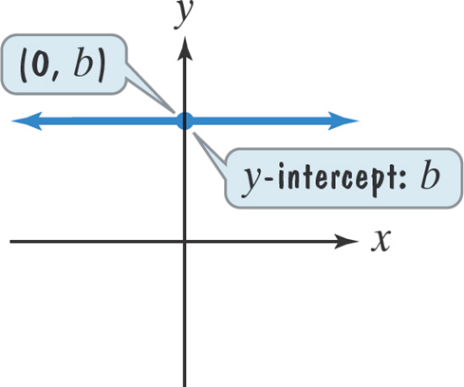 y
(0, b)
y-intercept: b
x